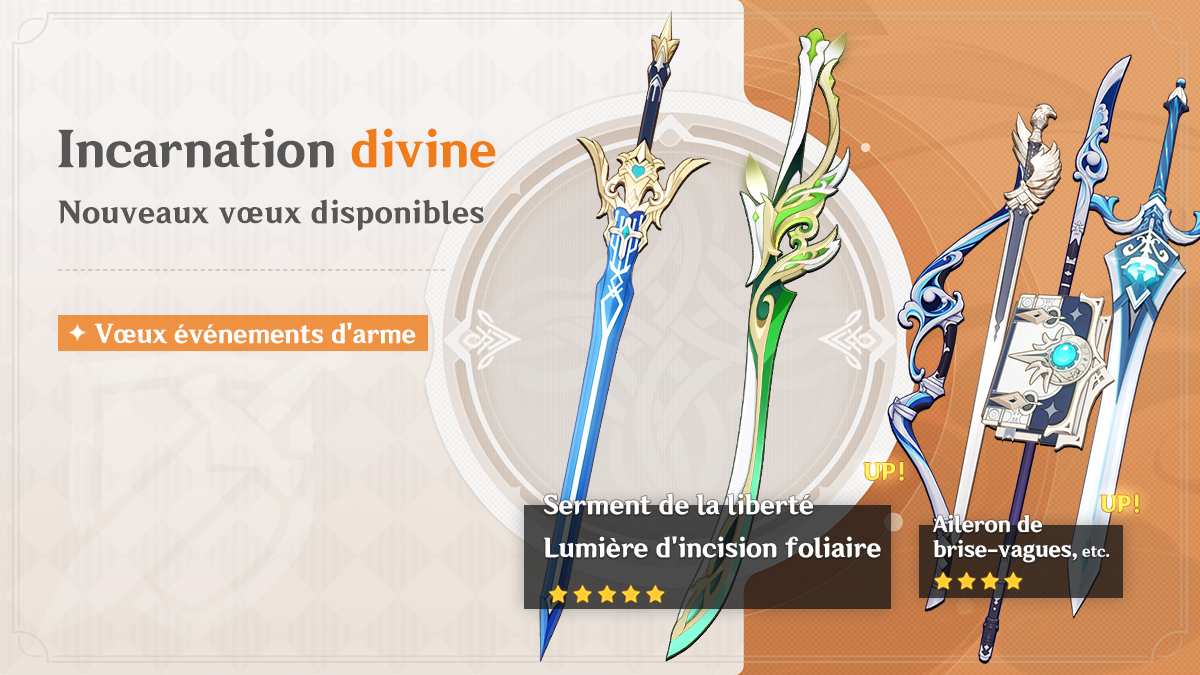 Incarnation divine
Nouveaux vœux disponibles
✦ Vœux événements d'arme
UP!
Serment de la liberté
Lumière d'incision foliaire
UP!
Aileron de
brise-vagues, etc.